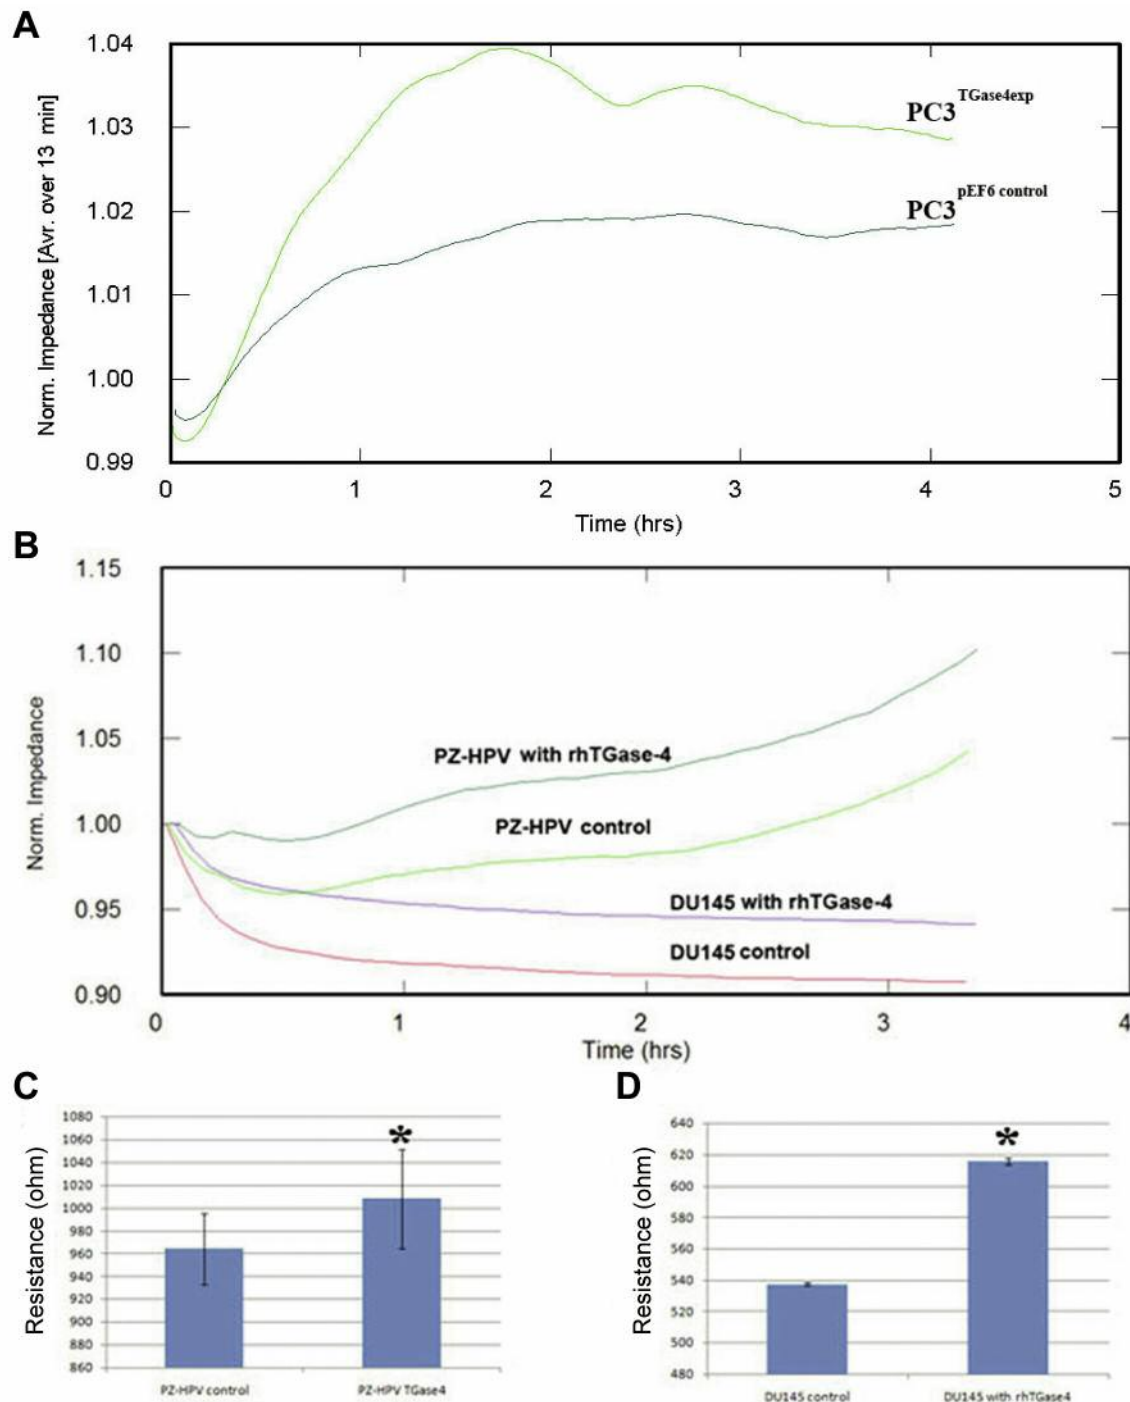 A
1.04
1.03
1.02
1.01
1.00
0.99
Norm. Impedance [Avr. over 13 min]
PC3 TGase4exp
PC3 pEF6 control
0 1 2 3 4 5
Time (hrs)
B
1.15
1.10
1.05
1.00
0.95
0.90
Norm. Impedance
PZ-HPV with rhTGase-4
PZ-HPV control
DU145 with rhTGase-4
DU145 control
0 1 2 3 4
Time (hrs)
C
1080
1060
1040
1020
1000
980
960
940
920
900
880
860
Resistance (ohm)
*
PZ-HPV control PZ-HPV TGase4
D
640
620
600
580
560
540
520
500
480
Resistance (ohm)
*
DU145 control DU145 with rhTGase4